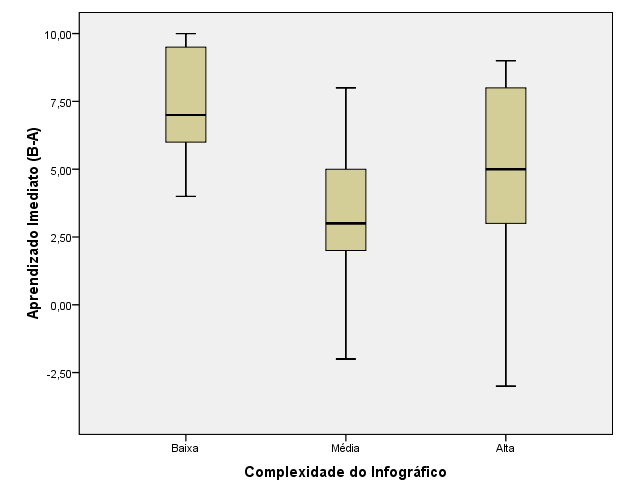 Aprendizado Imediato (B-A)
10,00
7,50
5,00
2,50
0,00
-2,50
Baixa
Média
Alta
Complexidade do Infográfico